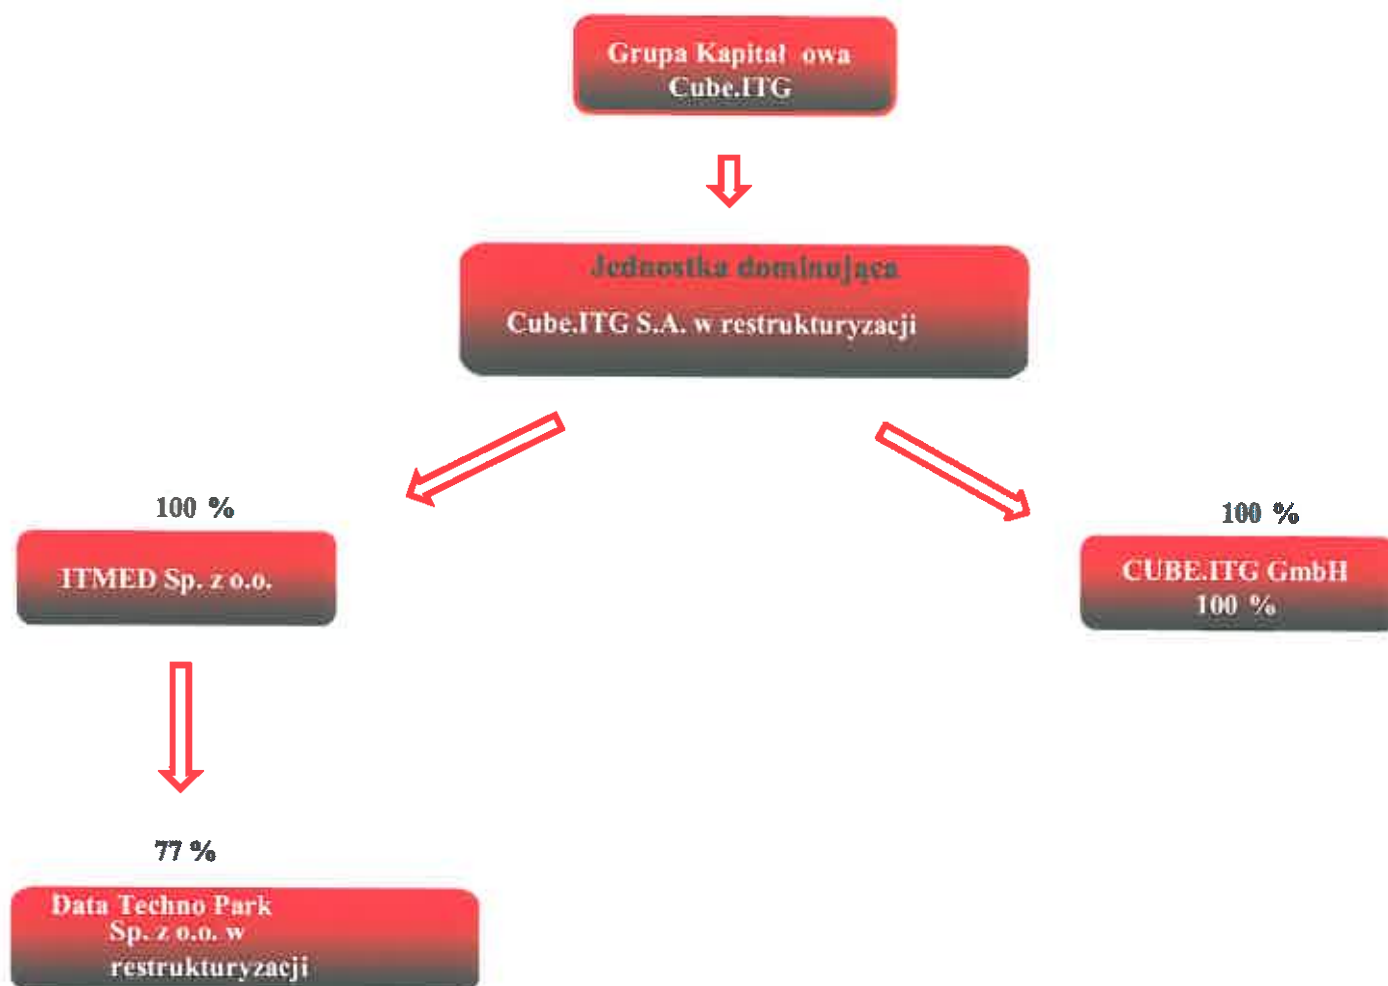 Grupa Kapitał owa
Cube.ITG
Jednostka dominująca
Cube.ITG S.A. w restrukturyzacji
100 %
ITMED Sp. z o.o.
100 %
CUBE.ITG GmbH
100 %
77 %
Data Techno Park
Sp. z o.o. w
restrukturyzacji